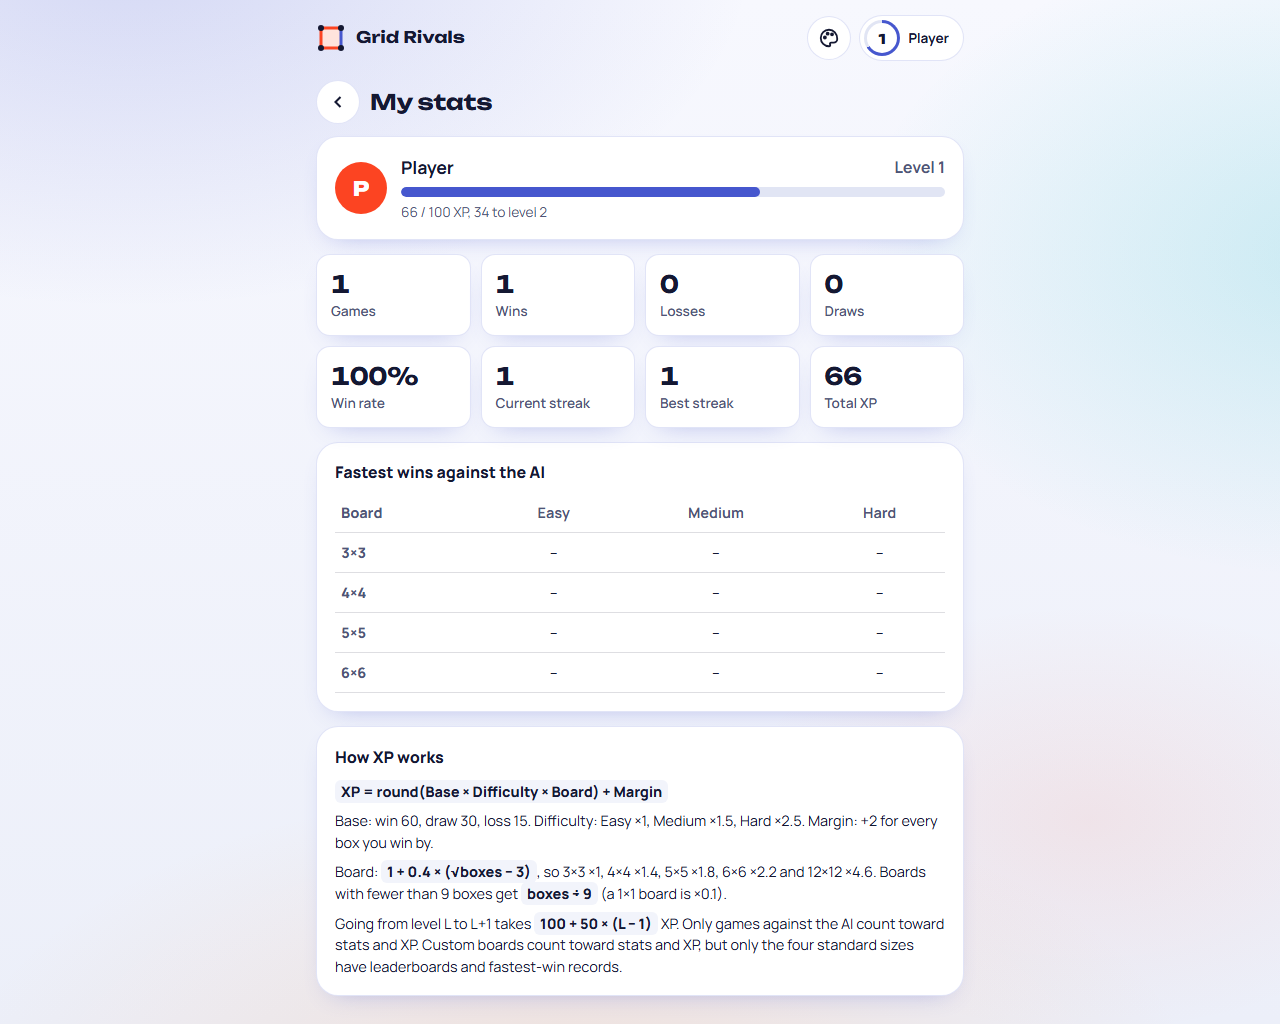 Grid Rivals
1
Player
My stats
P
Player
Level 1
66 / 100 XP, 34 to level 2
1
Games
1
Wins
0
Losses
0
Draws
100%
Win rate
1
Current streak
1
Best streak
66
Total XP
Fastest wins against the AI
Board Easy Medium Hard
3×3 – – –
4×4 – – –
5×5 – – –
6×6 – – –
How XP works
XP = round(Base × Difficulty × Board) + Margin
Base: win 60, draw 30, loss 15. Difficulty: Easy ×1, Medium ×1.5, Hard ×2.5. Margin: +2 for every
box you win by.
Board: 1 + 0.4 × (√boxes − 3) , so 3×3 ×1, 4×4 ×1.4, 5×5 ×1.8, 6×6 ×2.2 and 12×12 ×4.6. Boards
with fewer than 9 boxes get boxes ÷ 9 (a 1×1 board is ×0.1).
Going from level L to L+1 takes 100 + 50 × (L − 1) XP. Only games against the AI count toward
stats and XP. Custom boards count toward stats and XP, but only the four standard sizes
have leaderboards and fastest-win records.